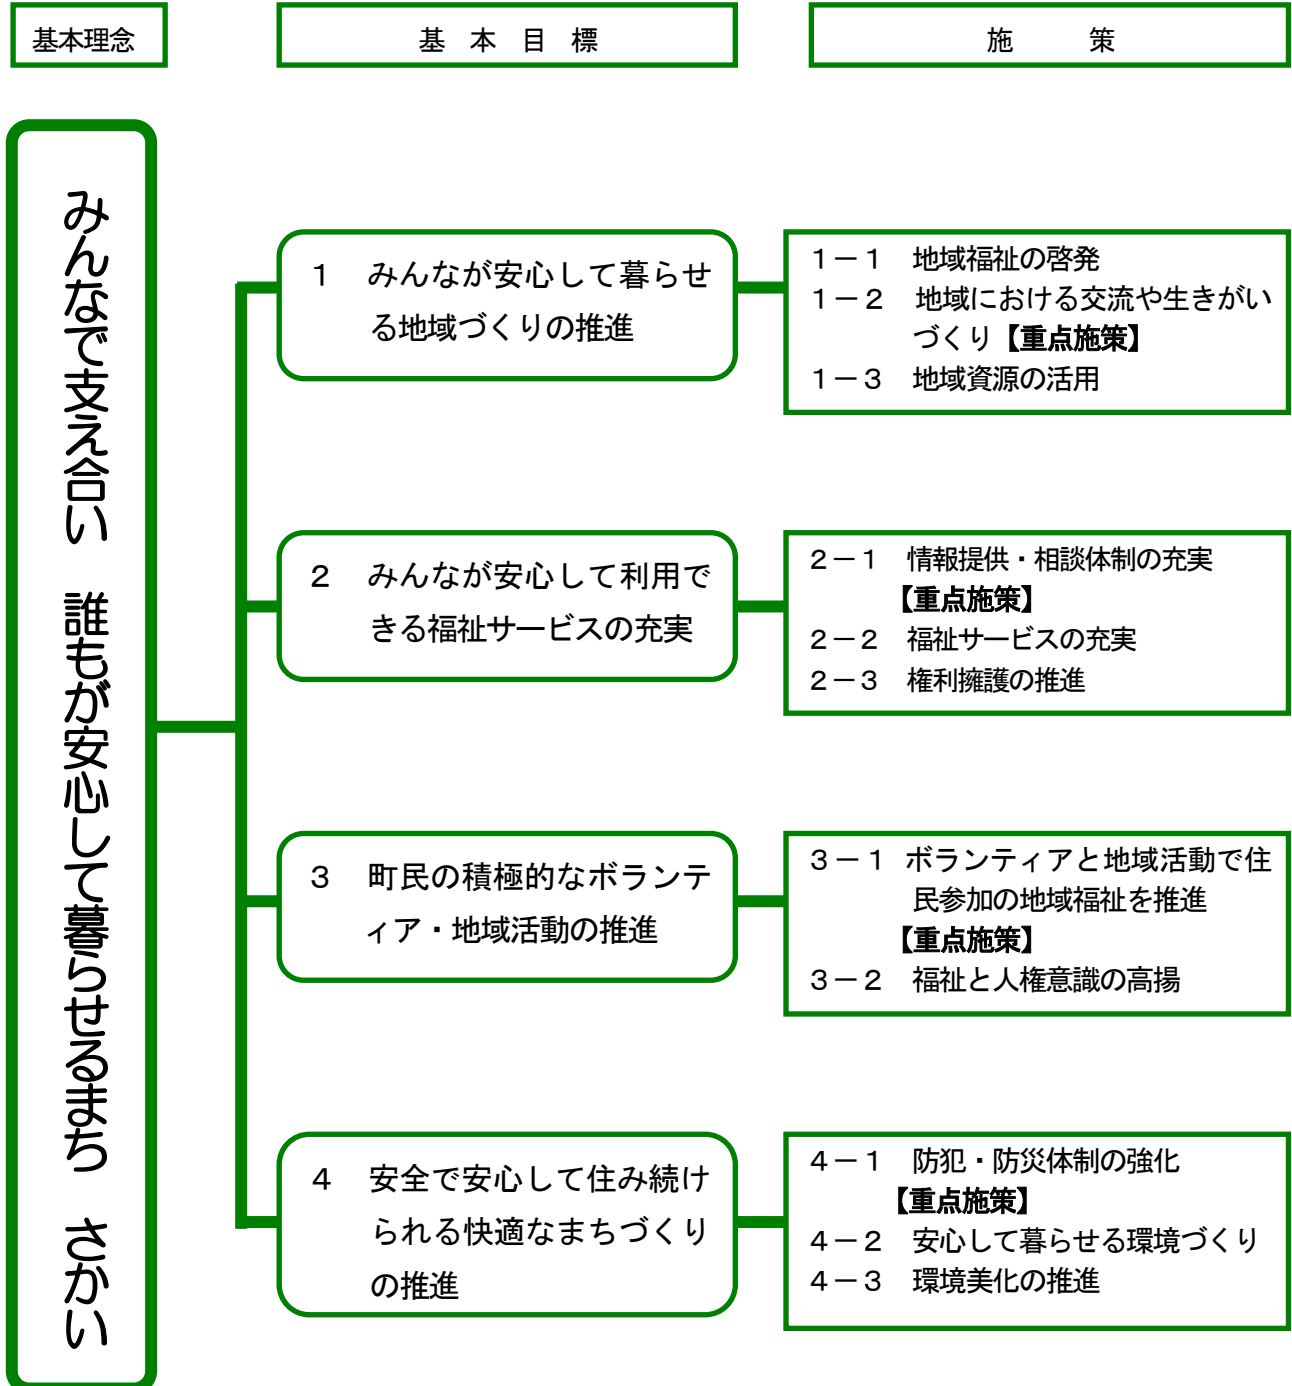 基本理念
基　本　目　標
施　　策
みんなで支え合い　誰もが安心して暮らせるまち　さかい
１　みんなが安心して暮らせ
る地域づくりの推進
１－１　地域福祉の啓発
１－２　地域における交流や生きがい
づくり【重点施策】
１－３　地域資源の活用
２　みんなが安心して利用で
きる福祉サービスの充実
２－１　情報提供・相談体制の充実
【重点施策】
２－２　福祉サービスの充実
２－３　権利擁護の推進
３　町民の積極的なボランテ
ィア・地域活動の推進
３－１　ボランティアと地域活動で住
民参加の地域福祉を推進
【重点施策】
３－２　福祉と人権意識の高揚
４　安全で安心して住み続け
られる快適なまちづくり
の推進
４－１　防犯・防災体制の強化
【重点施策】
４－２　安心して暮らせる環境づくり
４－３　環境美化の推進